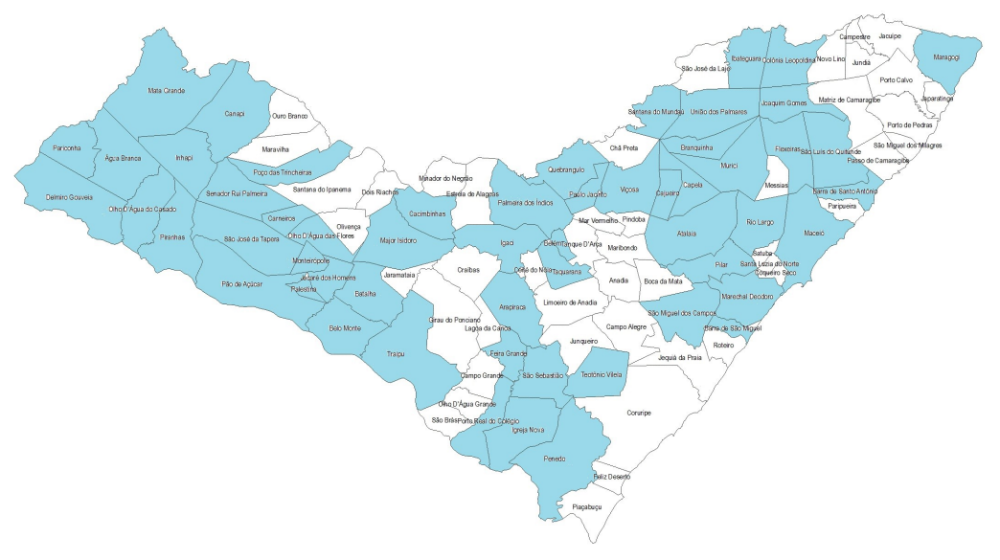 Campestre
Jacuipe
Ibateguara
Colônia Leopoldina
Novo Lino
Jundiá
Maragogi
São José da Laje
Porto Calvo
Mata Grande
Matriz de Camaragibe
Japaratinga
Joaquim Gomes
Canapi
Ouro Branco
Santana do Mundaú
União dos Palmares
Porto de Pedras
Pariconha
Água Branca
Inhapi
Maravilha
Chã Preta
Branquinha
Flexeiras
São Luís do Quitunde
São Miguel dos Milagres
Passo de Camaragibe
Poço das Trincheiras
Quebrangulo
Murici
Minador do Negrão
Santana do Ipanema
Dois Riachos
Estrela de Alagoas
Viçosa
Capela
Messias
Delmiro Gouveia
Senador Rui Palmeira
Paulo Jacinto
Cajueiro
Barra de Santo Antônio
Olho D'Água do Casado
Palmeira dos Índios
Paripueira
Carneiros
Olivença
Cacimbinhas
Mar Vermelho
Pindoba
Rio Largo
Piranhas
São José da Tapera
Olho D'Água das Flores
Major Isidoro
Igaci
Belém
Tanque D'Arca
Maribondo
Atalaia
Maceió
Satuba
Monteirópolis
Pilar
Santa Luzia do Norte
Coqueiro Seco
Pão de Açúcar
Jacaré dos Homens
Palestina
Batalha
Jaramataia
Craíbas
Coité do Nóia
Taquarana
Anadia
Boca da Mata
Marechal Deodoro
Limoeiro de Anadia
Arapiraca
São Miguel dos Campos
Belo Monte
Girau do Ponciano
Lagoa da Canoa
Campo Alegre
Barra de São Miguel
Junqueiro
Roteiro
Traipu
Feira Grande
Jequiá da Praia
Campo Grande
São Sebastião
Teotônio Vilela
Olho D'Água Grande
Coruripe
São Brás
Porto Real do Colégio
Igreja Nova
Penedo
Feliz Deserto
Piaçabuçu